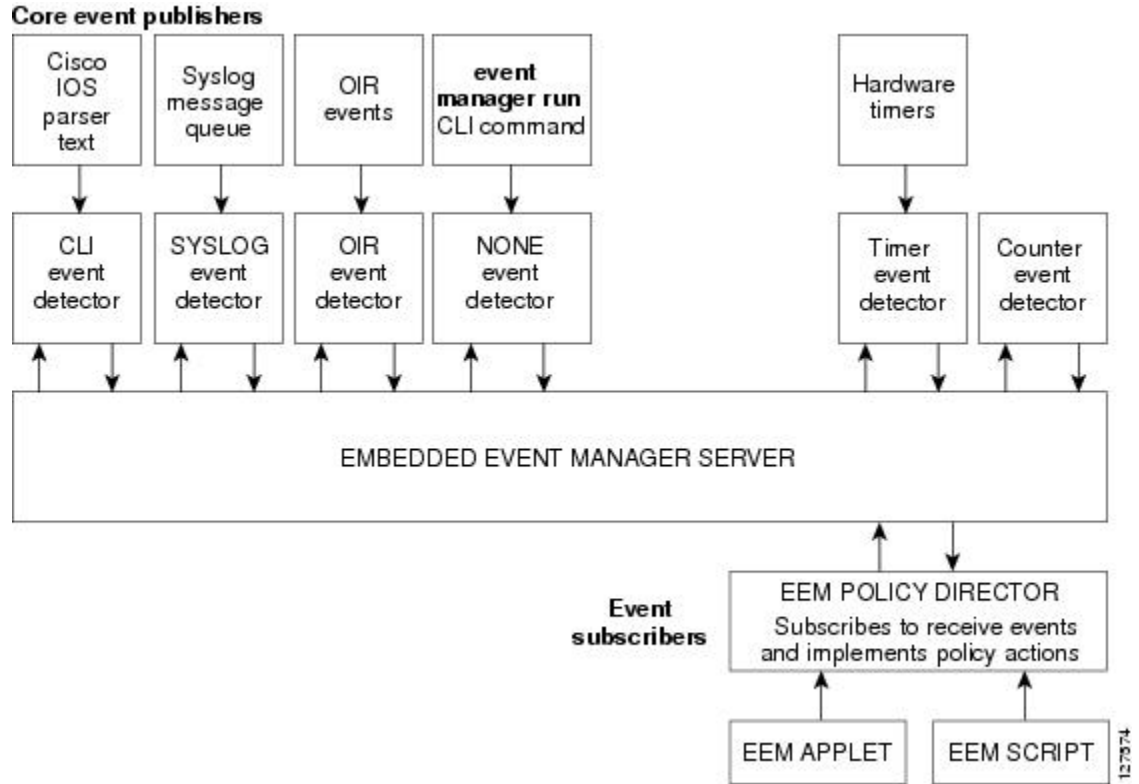 Core event publishers
Cisco
IOS
parser
text
Syslog
message
queue
OIR
events
event
manager run
CLI command
Hardware
timers
CLI
event
detector
SYSLOG
event
detector
OIR
event
detector
NONE
event
detector
Timer
event
detector
Counter
event
detector
EMBEDDED EVENT MANAGER SERVER
Event
subscribers
EEM POLICY DIRECTOR
Subscribes to receive events
and implements policy actions
EEM APPLET
EEM SCRIPT
127574